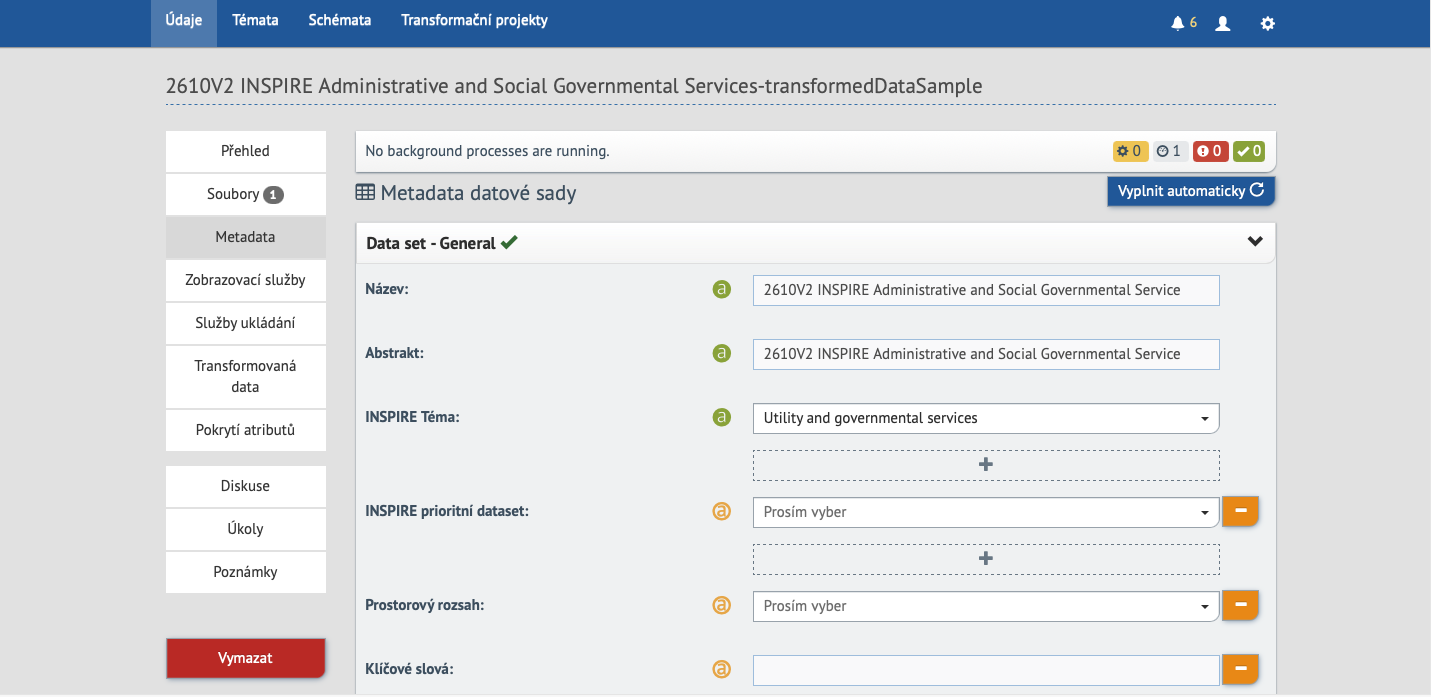 Údaje Témata Schémata Transformační projekty 6
2610V2 INSPIRE Administrative and Social Governmental Services-transformedDataSample
Přehled
Soubory 1
Metadata
Zobrazovací služby
Služby ukládání
Transformovaná
data
Pokrytí atributů
Diskuse
Úkoly
Poznámky
Vymazat
No background processes are running. 0 1 0 0
Metadata datové sady
Vyplnit automaticky
Data set - General
Název: a 2610V2 INSPIRE Administrative and Social Governmental Service
Abstrakt: a 2610V2 INSPIRE Administrative and Social Governmental Service
INSPIRE Téma: a Utility and governmental services
+
INSPIRE prioritní dataset: a Prosím vyber
+
Prostorový rozsah: a Prosím vyber
Klíčové slová: a